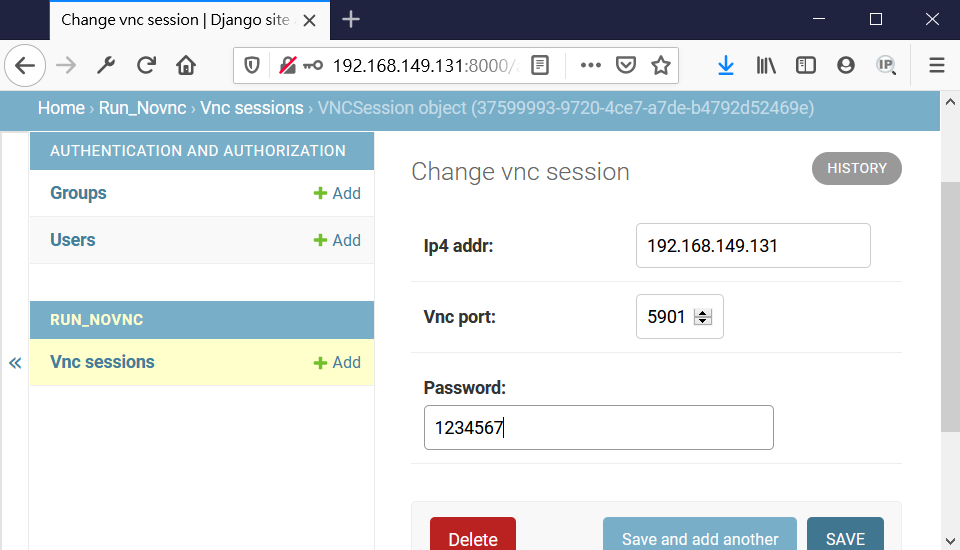 Change vnc session | Django site
192.168.149.131:8000/
IP
Home › Run_Novnc › Vnc sessions › VNCSession object (37599993-9720-4ce7-a7de-b4792d52469e)
AUTHENTICATION AND AUTHORIZATION
Groups + Add
Users + Add
RUN_NOVNC
Vnc sessions + Add
«
Change vnc session
HISTORY
Ip4 addr: 192.168.149.131
Vnc port: 5901
Password:
1234567
Delete
Save and add another
SAVE